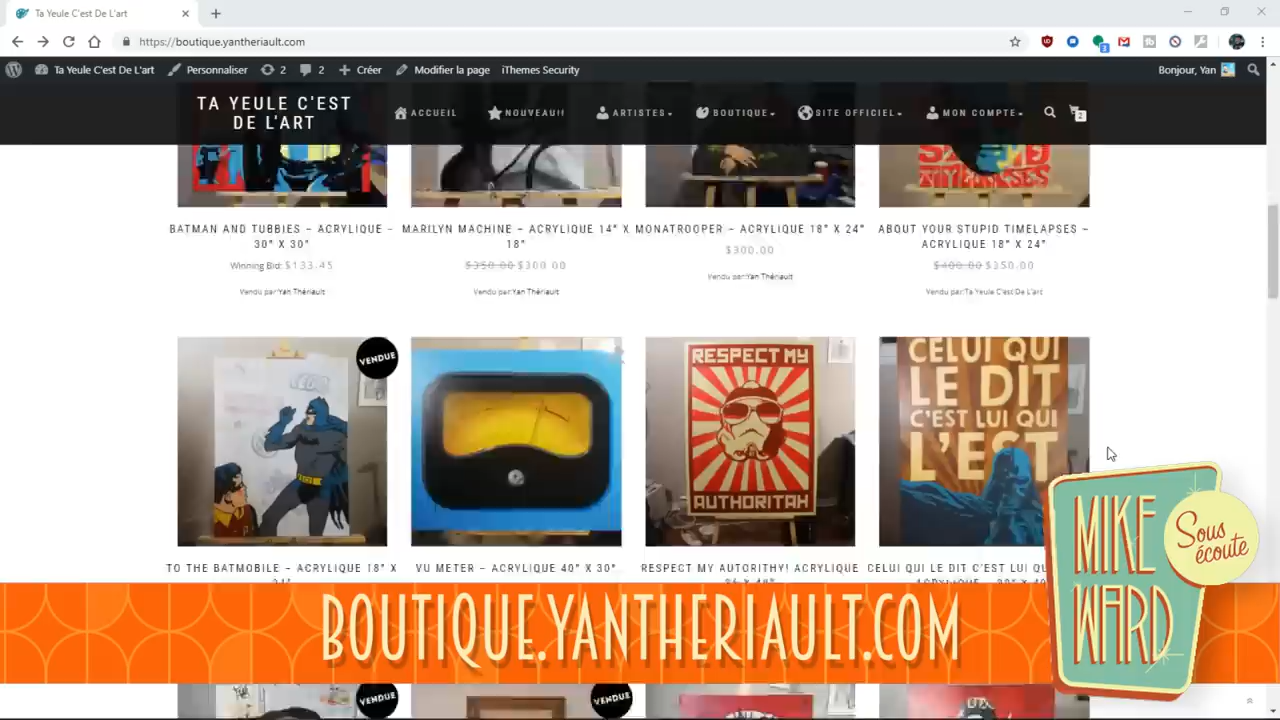 Ta Yeule C'est De L'art
https://boutique.yantheriault.com
Ta Yeule C'est De L'art Personnaliser 2 2 Créer Modifier la page iThemes Security Bonjour, Yan
TA YEULE C'EST
DE L'ART
ACCUEIL NOUVEAU!! ARTISTES BOUTIQUE SITE OFFICIEL MON COMPTE 2
BATMAN AND TUBBIES – ACRYLIQUE –
30" X 30"
Winning Bid: $133.45
Vendu par:Yan Thériault
MARILYN MACHINE – ACRYLIQUE 14" X
18"
$350.00 $300.00
Vendu par:Yan Thériault
MONATROOPER – ACRYLIQUE 18" X 24"
$300.00
Vendu par:Yan Thériault
ABOUT YOUR STUPID TIMELAPSES –
ACRYLIQUE 18" X 24"
$400.00 $350.00
Vendu par:Ta Yeule C'est De L'art
VENDUE
RESPECT MY
AUTHORITAH
CELUI QUI
LE DIT
C'EST LUI QUI
L'EST
TO THE BATMOBILE – ACRYLIQUE 18" X
VU METER – ACRYLIQUE 40" X 30"
RESPECT MY AUTORITHY! ACRYLIQUE
CELUI QUI LE DIT C'EST LUI QU
MIKE
WARD
Sous
écoute
BOUTIQUE.YANTHERIAULT.COM
VENDUE
VENDUE